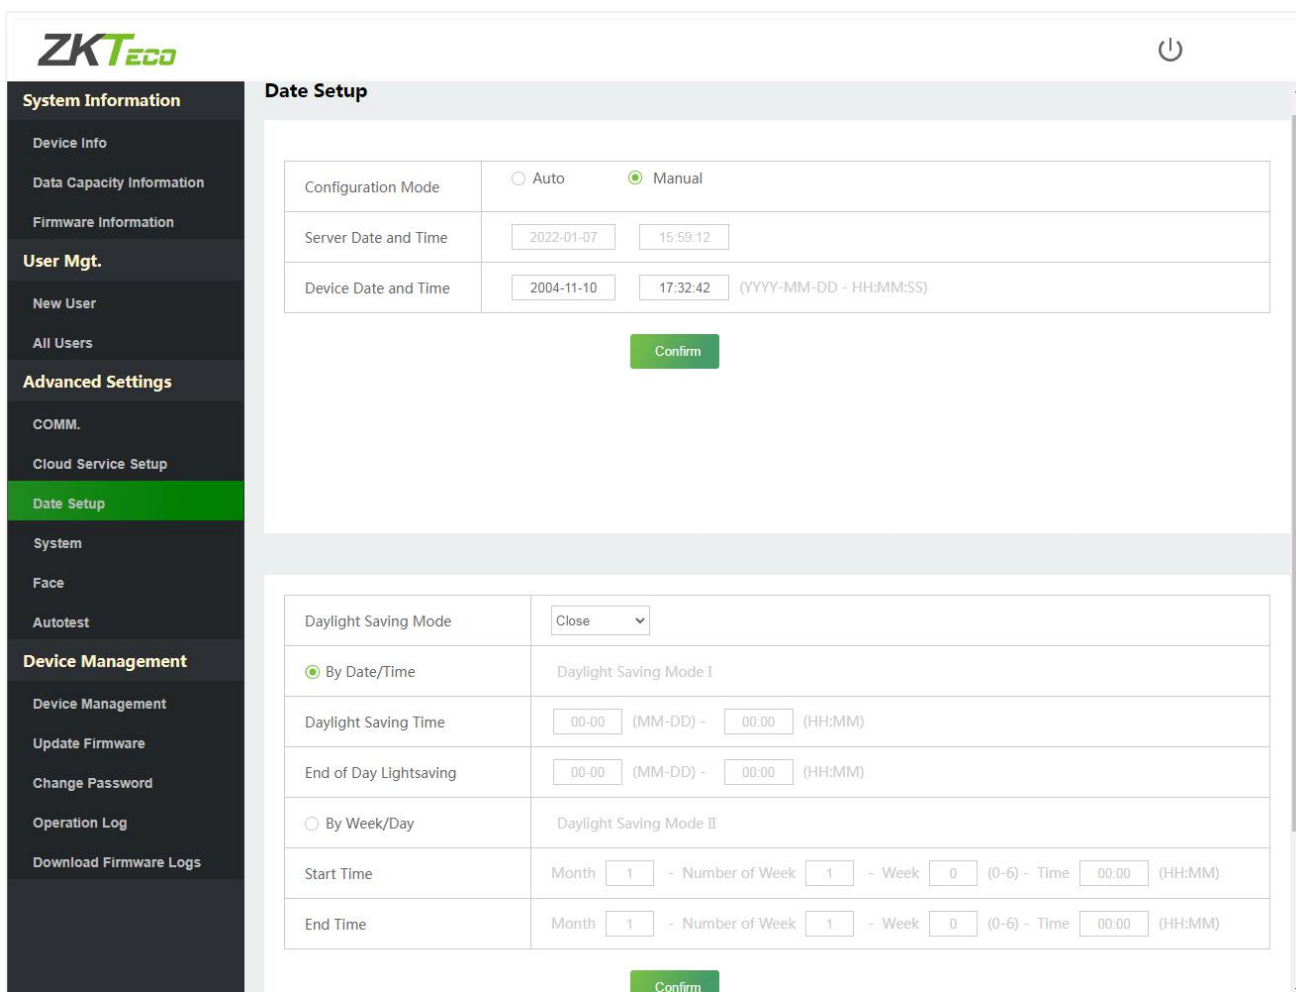 ZKTECO
System Information
Device Info
Data Capacity Information
Firmware Information
User Mgt.
New User
All Users
Advanced Settings
COMM.
Cloud Service Setup
Date Setup
System
Face
Autotest
Device Management
Device Management
Update Firmware
Change Password
Operation Log
Download Firmware Logs
Date Setup
Configuration Mode Auto Manual
Server Date and Time 2022-01-07 15:59:12
Device Date and Time 2004-11-10 17:32:42 (YYYY-MM-DD - HH:MM:SS)
Confirm
Daylight Saving Mode Close
By Date/Time Daylight Saving Mode I
Daylight Saving Time 00-00 (MM-DD) - 00:00 (HH:MM)
End of Day Lightsaving 00-00 (MM-DD) - 00:00 (HH:MM)
By Week/Day Daylight Saving Mode II
Start Time Month 1 - Number of Week 1 - Week 0 (0-6) - Time 00:00 (HH:MM)
End Time Month 1 - Number of Week 1 - Week 0 (0-6) - Time 00:00 (HH:MM)
Confirm